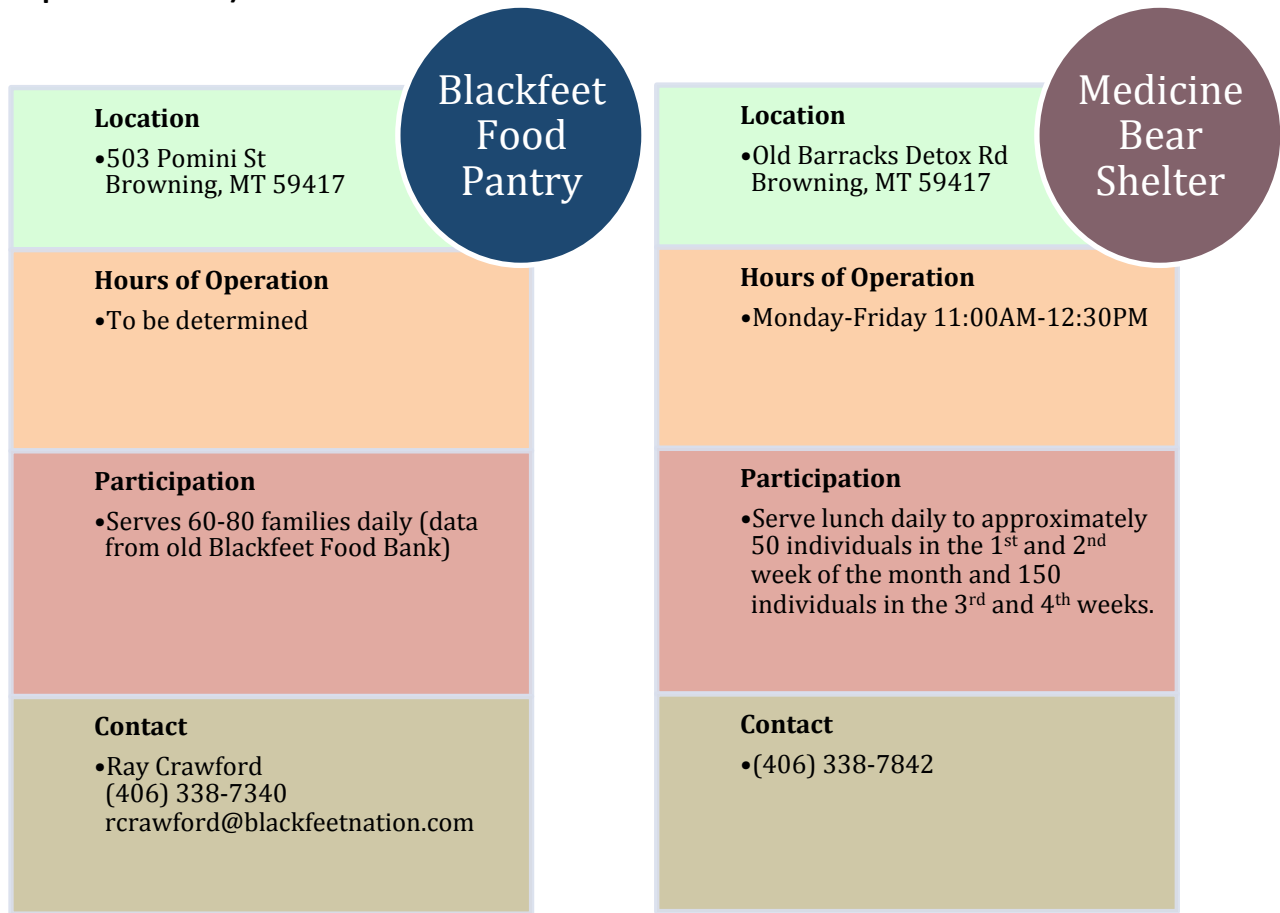 Blackfeet
Food
Pantry
Location
•503 Pomini St
Browning, MT 59417
Hours of Operation
•To be determined
Participation
•Serves 60-80 families daily (data
from old Blackfeet Food Bank)
Contact
•Ray Crawford
(406) 338-7340
rcrawford@blackfeetnation.com
Medicine
Bear
Shelter
Location
•Old Barracks Detox Rd
Browning, MT 59417
Hours of Operation
•Monday-Friday 11:00AM-12:30PM
Participation
•Serve lunch daily to approximately
50 individuals in the 1st and 2nd
week of the month and 150
individuals in the 3rd and 4th weeks.
Contact
•(406) 338-7842